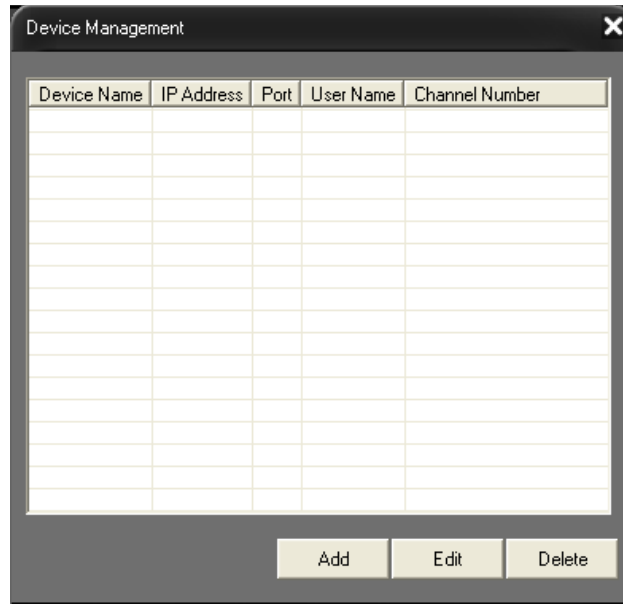 Device Management
Device Name IP Address Port User Name Channel Number
Add Edit Delete